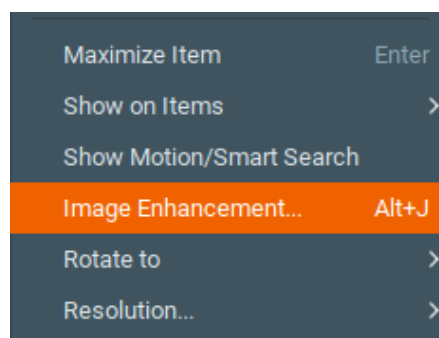 Maximize Item Enter
Show on Items >
Show Motion/Smart Search
Image Enhancement... Alt+J
Rotate to >
Resolution... >